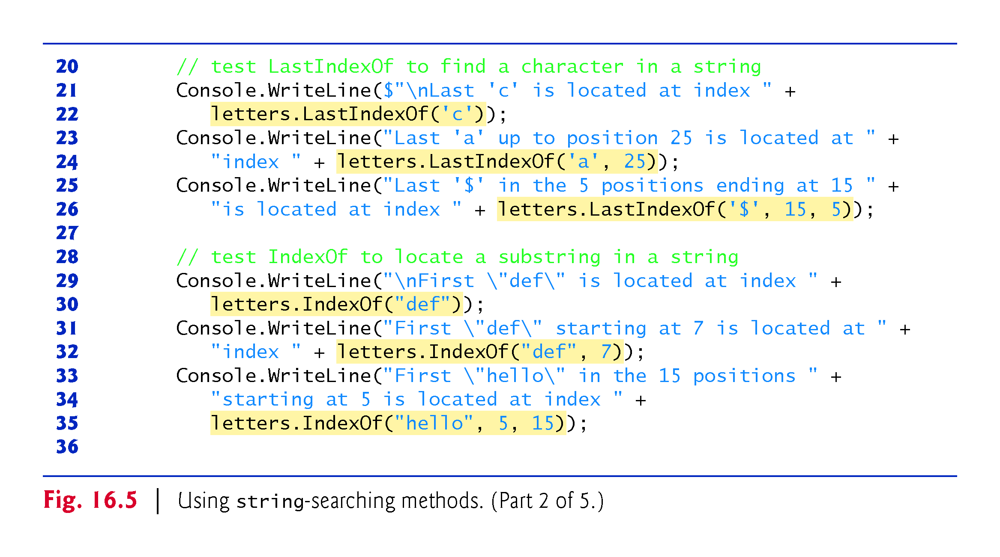 20 // test LastIndexOf to find a character in a string
21 Console.WriteLine($"\nLast 'c' is located at index " +
22 letters.LastIndexOf('c'));
23 Console.WriteLine("Last 'a' up to position 25 is located at " +
24 "index " + letters.LastIndexOf('a', 25));
25 Console.WriteLine("Last '$' in the 5 positions ending at 15 " +
26 "is located at index " + letters.LastIndexOf('$', 15, 5));
27
28 // test IndexOf to locate a substring in a string
29 Console.WriteLine("\nFirst \"def\" is located at index " +
30 letters.IndexOf("def"));
31 Console.WriteLine("First \"def\" starting at 7 is located at " +
32 "index " + letters.IndexOf("def", 7));
33 Console.WriteLine("First \"hello\" in the 15 positions " +
34 "starting at 5 is located at index " +
35 letters.IndexOf("hello", 5, 15));
36
Fig. 16.5 | Using string-searching methods. (Part 2 of 5.)